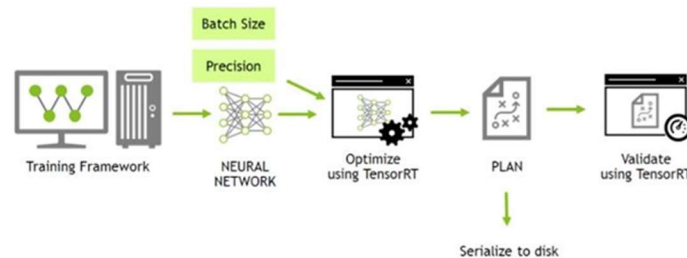 Batch Size
Precision
Training Framework
NEURAL
NETWORK
Optimize
using TensorRT
PLAN
Validate
using TensorRT
Serialize to disk